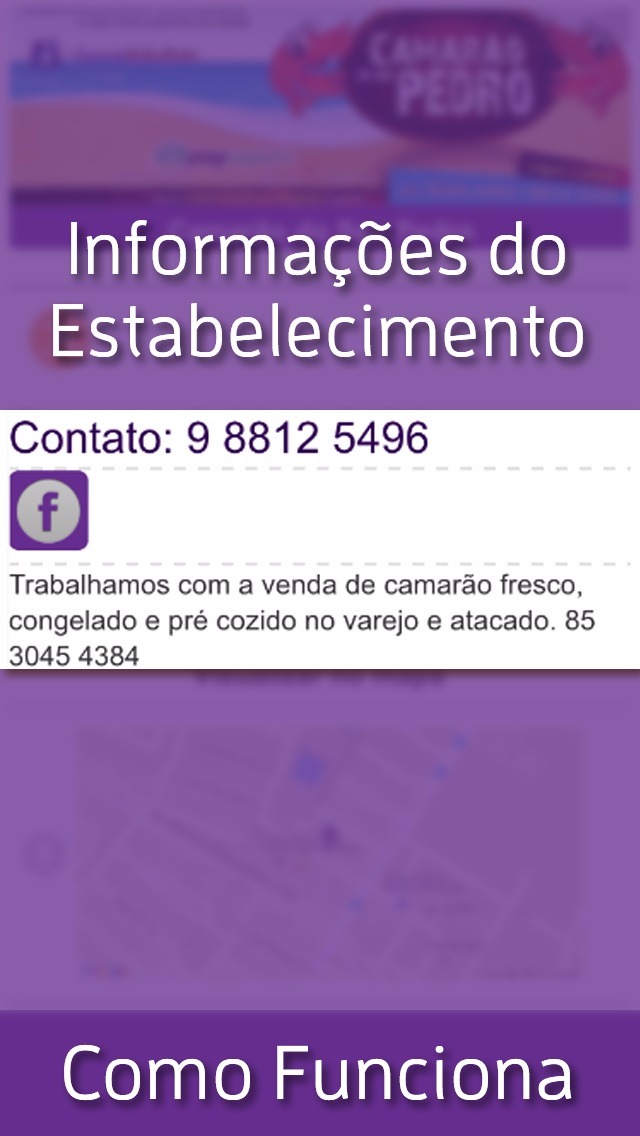 CAMARÃO
PEDRO
Informações do
Estabelecimento
Contato: 9 8812 5496
f
Trabalhamos com a venda de camarão fresco,
congelado e pré cozido no varejo e atacado. 85
3045 4384
Como Funciona